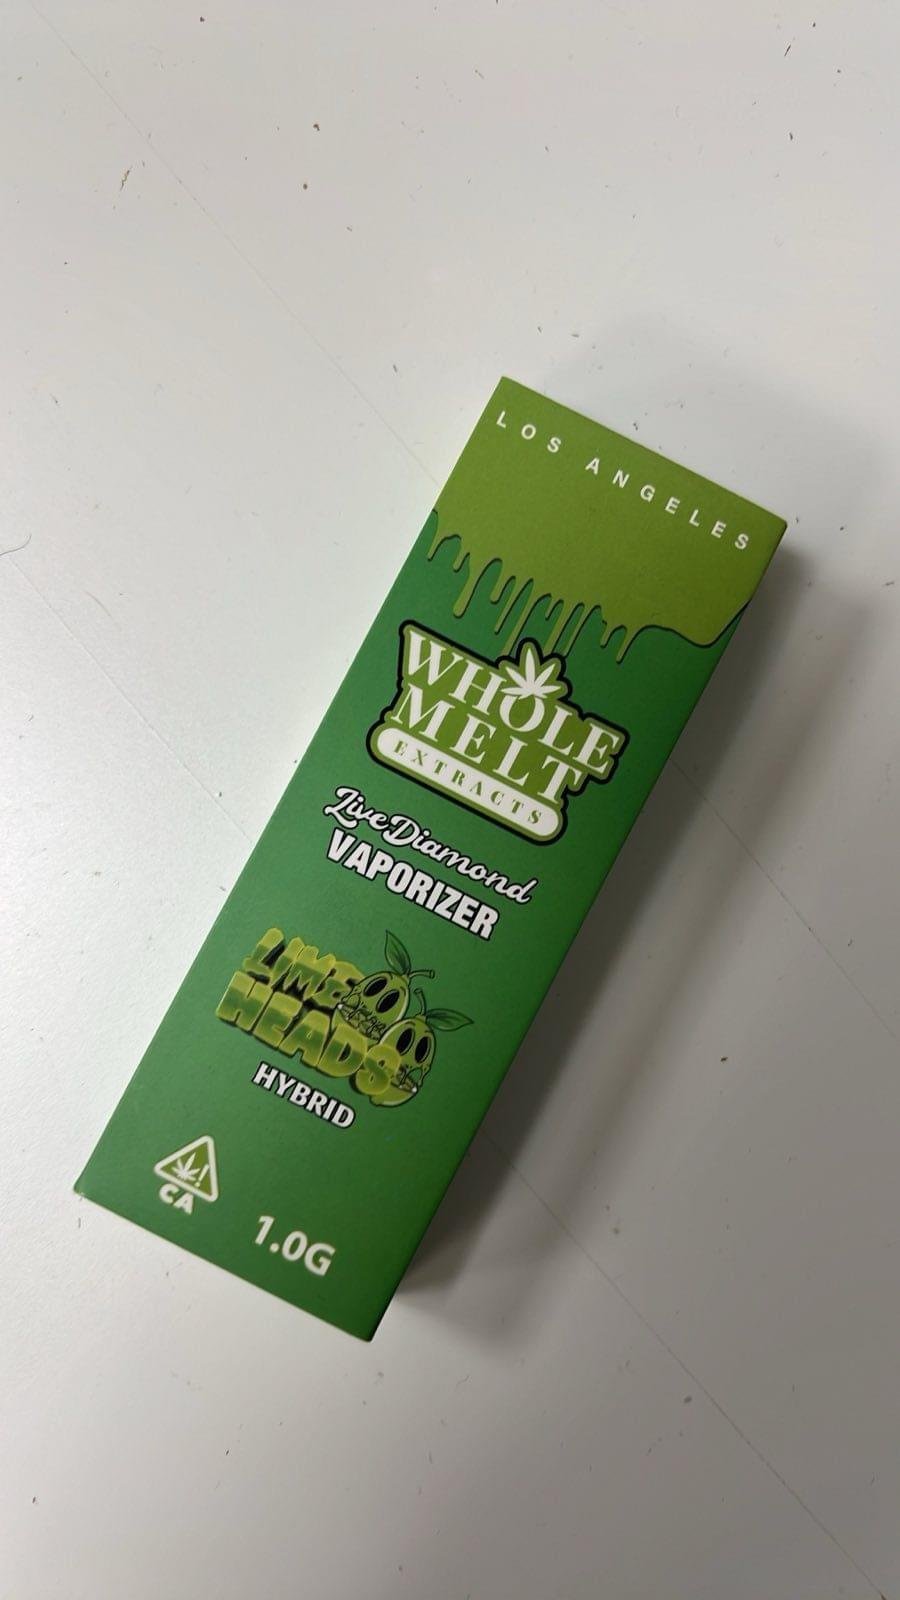 LOS ANGELES
WHOLE
MELT
EXTRACTS
Live Diamond
VAPORIZER
LIME
HEADS
HYBRID
!
CA
1.0G